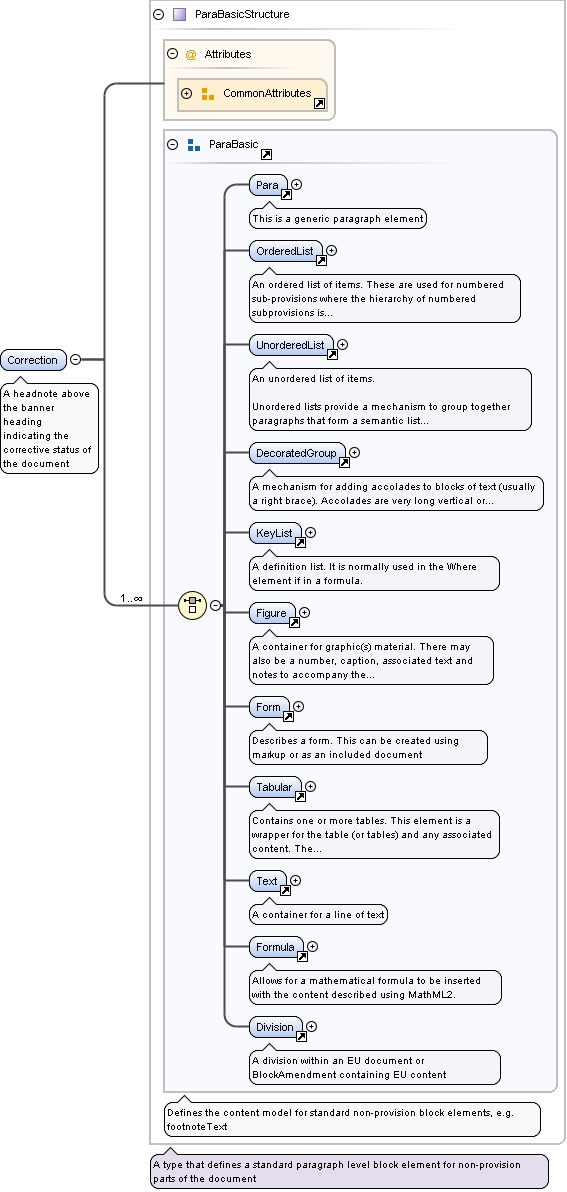 ParaBasicStructure
@ Attributes
CommonAttributes
ParaBasic
Para
This is a generic paragraph element
OrderedList
An ordered list of items. These are used for numbered
sub-provisions where the hierarchy of numbered
subprovisions is...
UnorderedList
An unordered list of items.
Unordered lists provide a mechanism to group together
paragraphs that form a semantic list...
Correction
A headnote above
the banner
heading
indicating the
corrective status of
the document
DecoratedGroup
A mechanism for adding accolades to blocks of text (usually
a right brace). Accolades are very long vertical or...
KeyList
A definition list. It is normally used in the Where
element if in a formula.
1..∞
Figure
A container for graphic(s) material. There may
also be a number, caption, associated text and
notes to accompany the...
Form
Describes a form. This can be created using
markup or as an included document
Tabular
Contains one or more tables. This element is a
wrapper for the table (or tables) and any associated
content. The...
Text
A container for a line of text
Formula
Allows for a mathematical formula to be inserted
with the content described using MathML2.
Division
A division within an EU document or
BlockAmendment containing EU content
Defines the content model for standard non-provision block elements, e.g.
footnoteText
A type that defines a standard paragraph level block element for non-provision
parts of the document